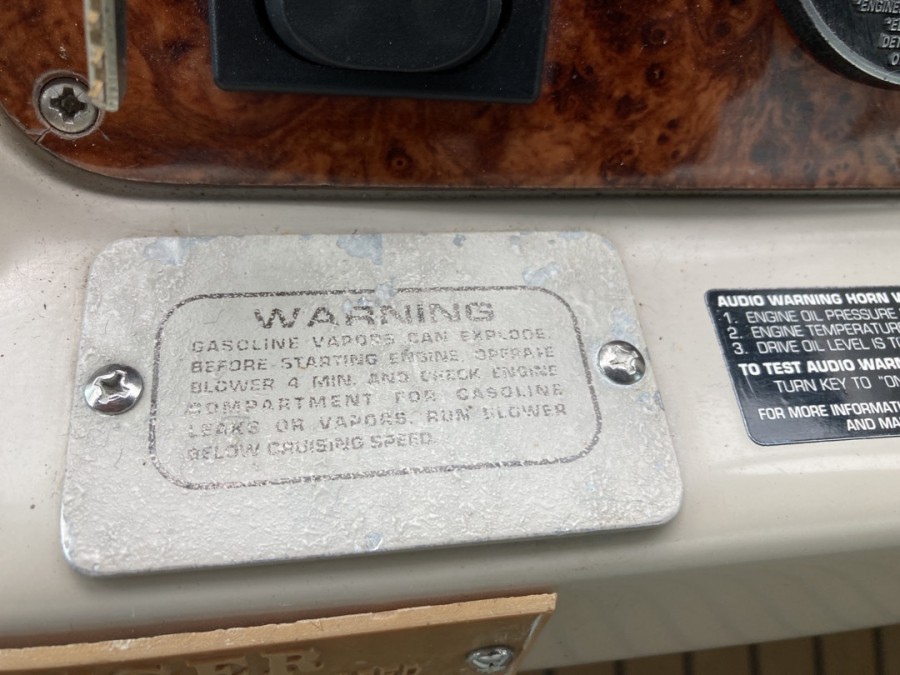 WARNING
GASOLINE VAPORS CAN EXPLODE.
BEFORE STARTING ENGINE, OPERATE
BLOWER 4 MIN. AND CHECK ENGINE
COMPARTMENT FOR GASOLINE
LEAKS OR VAPORS. RUN BLOWER
BELOW CRUISING SPEED.
AUDIO WARNING HORN W
1. ENGINE OIL PRESSURE
2. ENGINE TEMPERATURE
3. DRIVE OIL LEVEL IS TO
TO TEST AUDIO WARN
TURN KEY TO "ON
FOR MORE INFORMATI
AND MA